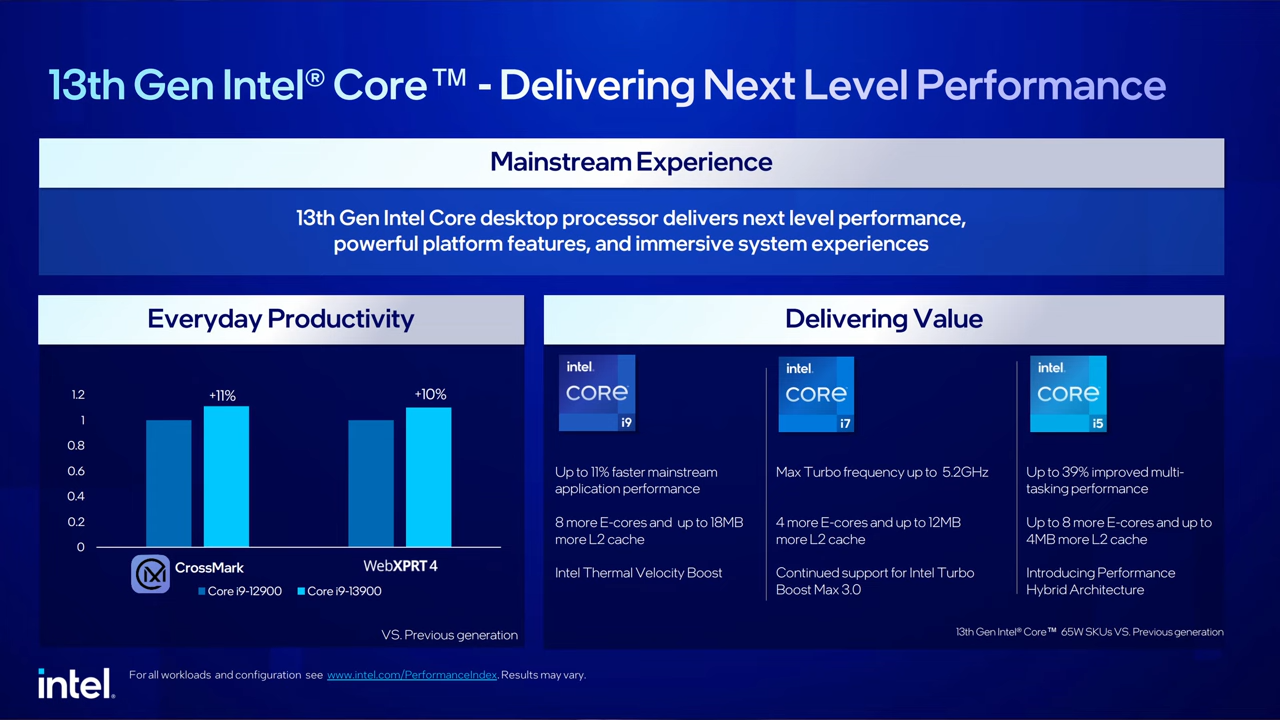 13th Gen Intel® Core™ - Delivering Next Level Performance
Mainstream Experience
13th Gen Intel Core desktop processor delivers next level performance,
powerful platform features, and immersive system experiences
Everyday Productivity
1.2
1
0.8
0.6
0.4
0.2
0
+11%
+10%
CrossMark
WebXPRT 4
Core i9-12900
Core i9-13900
VS. Previous generation
Delivering Value
intel.
CORE
i9
Up to 11% faster mainstream
application performance
8 more E-cores and up to 18MB
more L2 cache
Intel Thermal Velocity Boost
intel.
CORE
i7
Max Turbo frequency up to 5.2GHz
4 more E-cores and up to 12MB
more L2 cache
Continued support for Intel Turbo
Boost Max 3.0
intel.
CORE
i5
Up to 39% improved multi-
tasking performance
Up to 8 more E-cores and up to
4MB more L2 cache
Introducing Performance
Hybrid Architecture
13th Gen Intel® Core™ 65W SKUs VS. Previous generation
intel.
For all workloads and configuration see www.intel.com/PerformanceIndex. Results may vary.